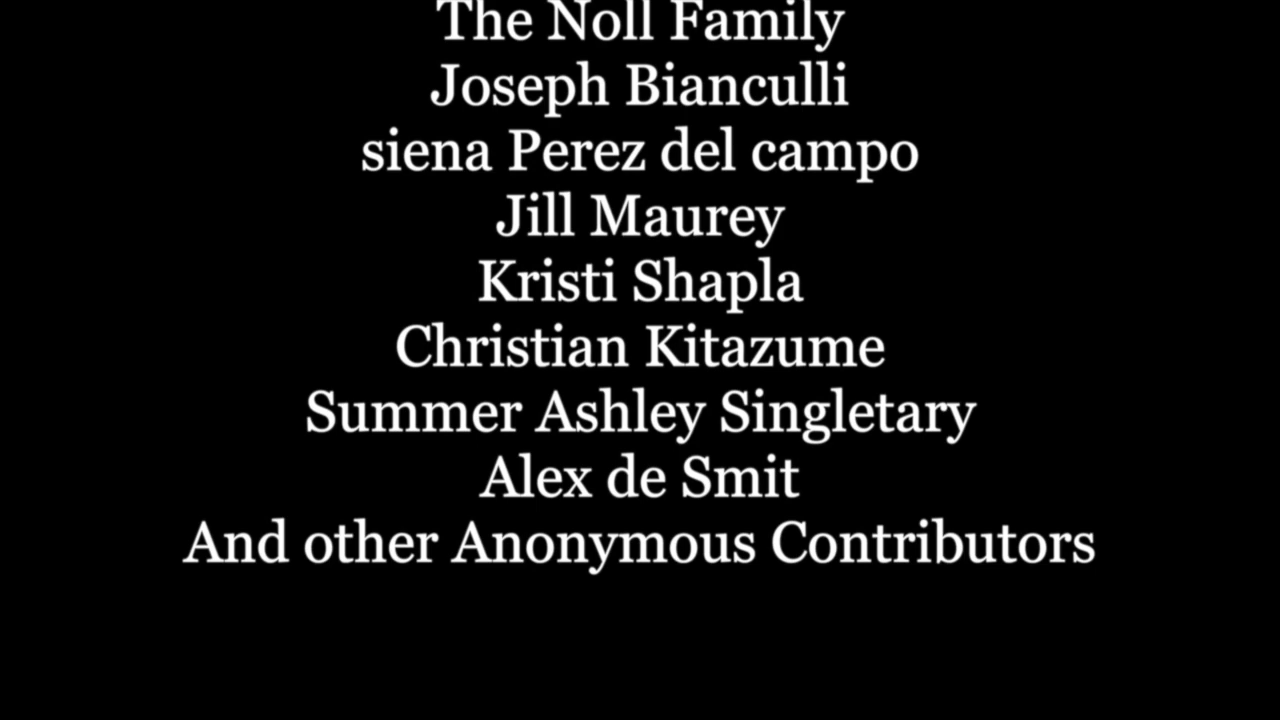 The Noll Family
Joseph Bianculli
siena Perez del campo
Jill Maurey
Kristi Shapla
Christian Kitazume
Summer Ashley Singletary
Alex de Smit
And other Anonymous Contributors